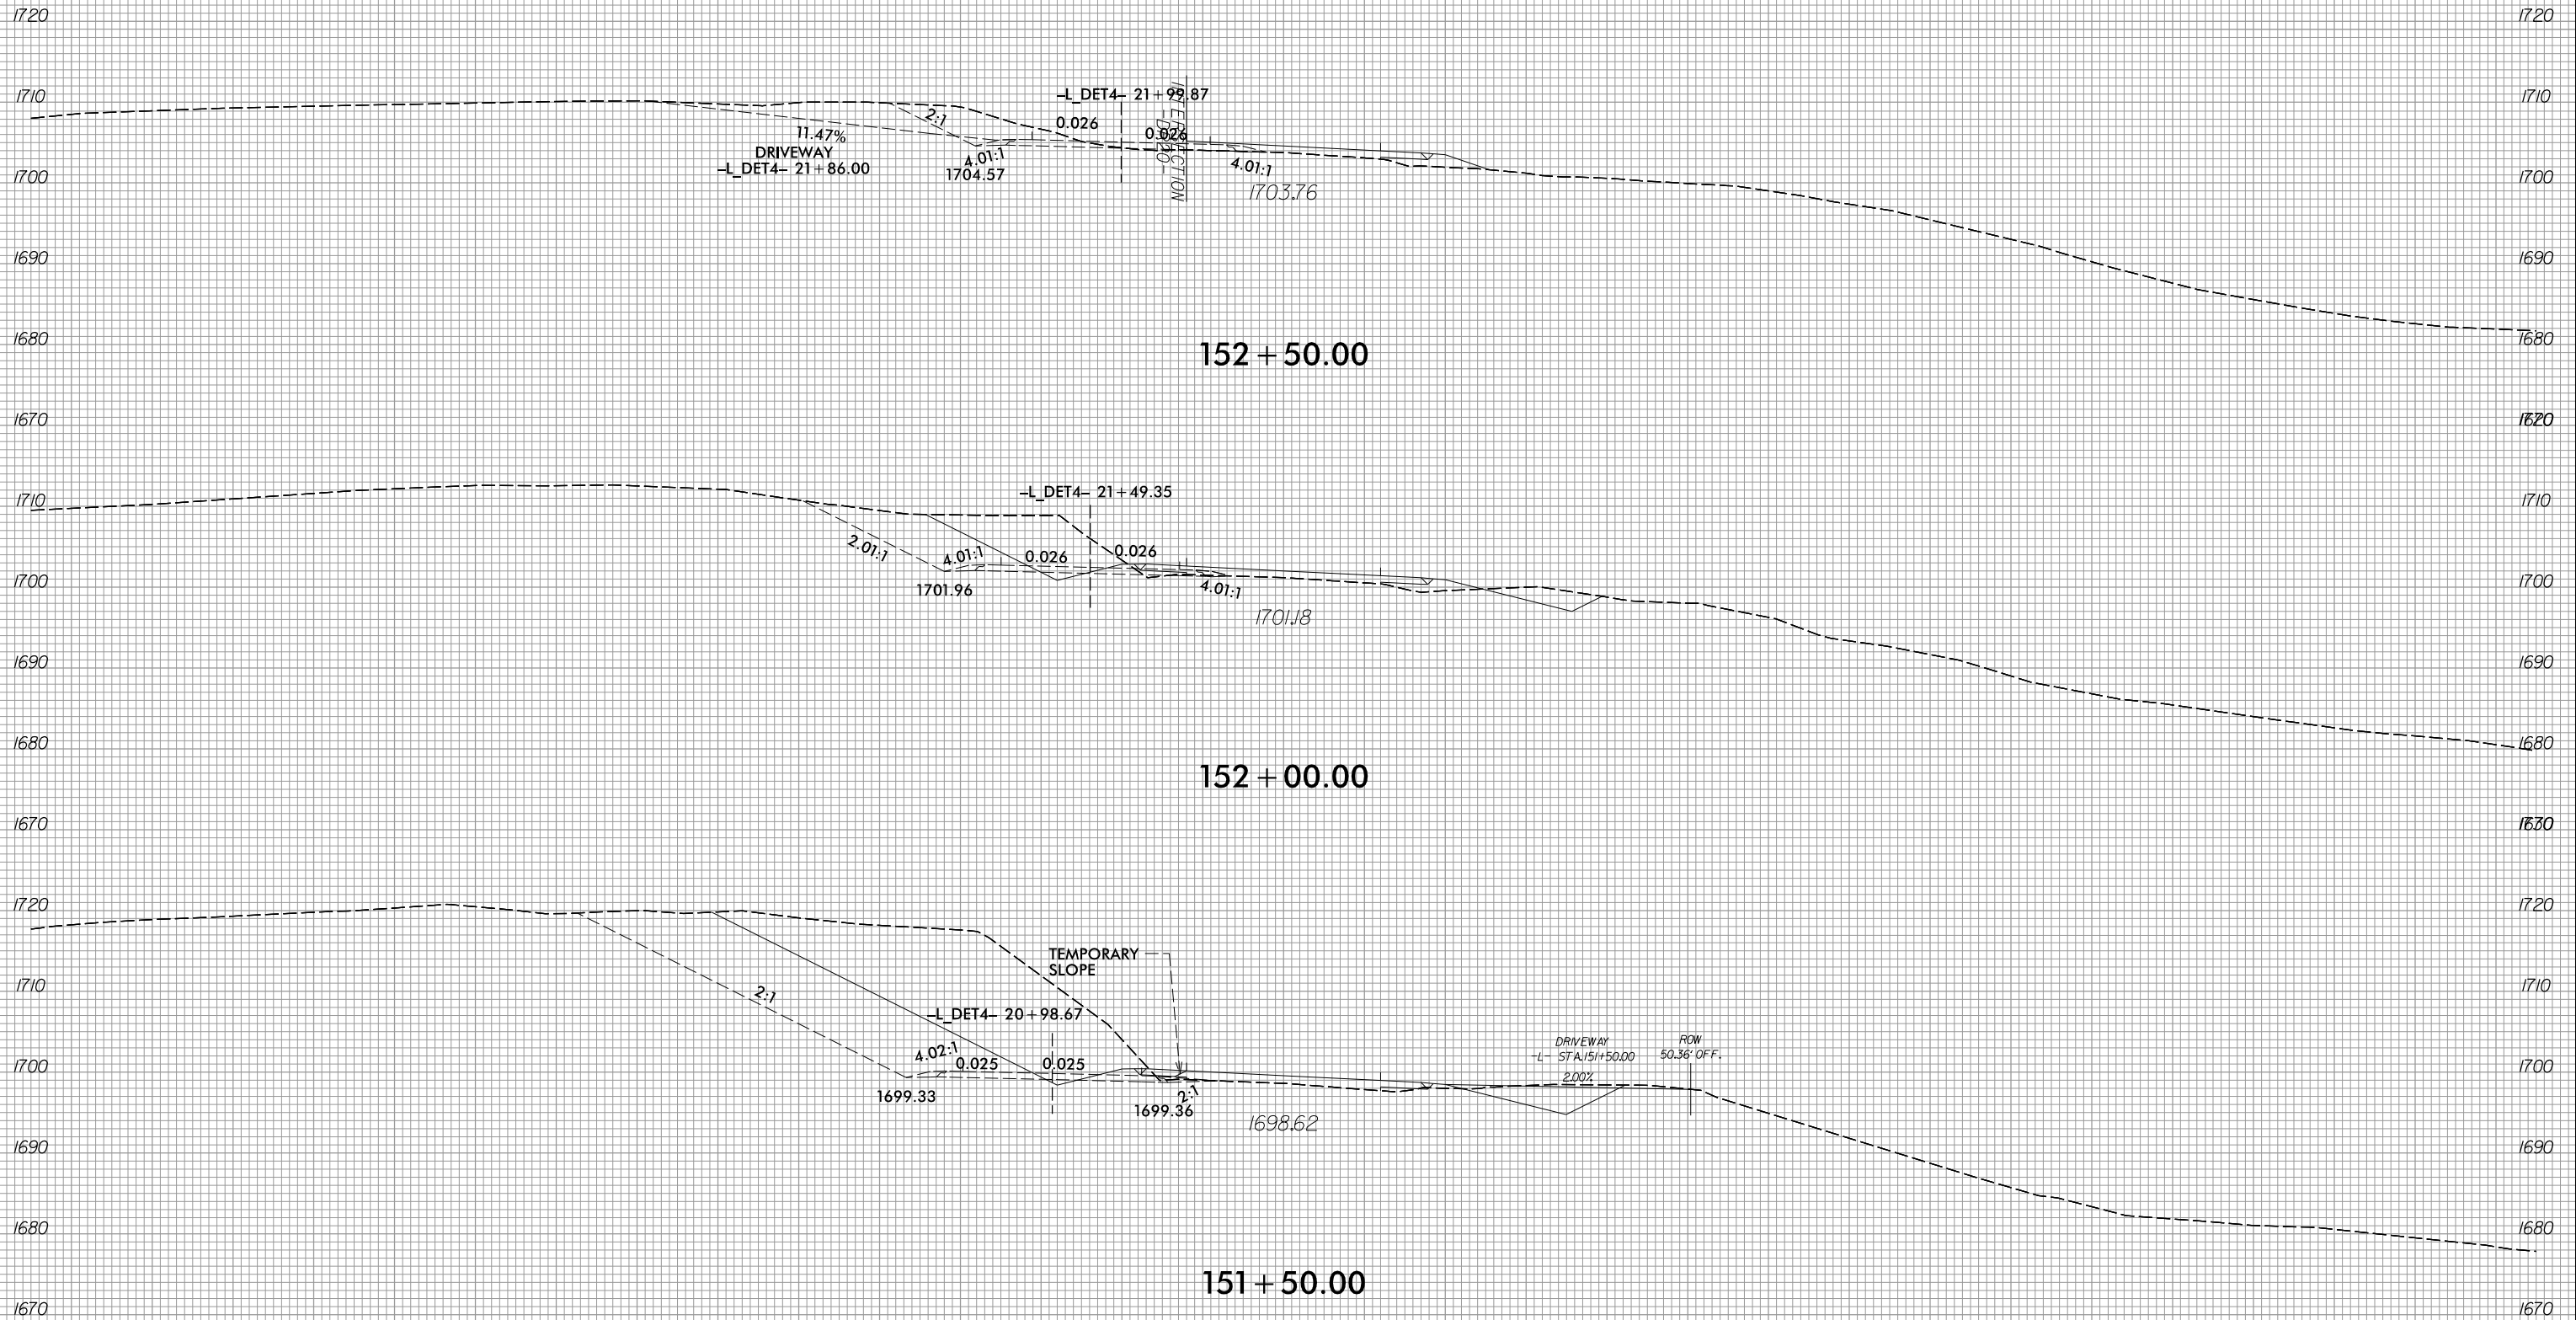 1720 1720
-L_DET4- 21+99.87
1710 1710
INTERSECTION
2:1 0.026
11.47% 0.026
DRIVEWAY 4.01:1 4.01:1
-L_DET4- 21+86.00
1704.57
1700 1700
1703.76
1690 1690
1680 1680
152+50.00
1670
-L_DET4- 21+49.35
1710 1710
2.01:1 4.01:1 0.026 0.026
1700 1700
1701.96 4.01:1
1701.18
1690 1690
1680 1680
152+00.00
1670
1720 1720
TEMPORARY
SLOPE
1710 1710
2:1
-L_DET4- 20+98.67
4.02:1 0.025 0.025
DRIVEWAY
-L- STA.151+50.00
ROW
50.36' OFF.
1700 1700
2.00%
1699.33 2:1
1699.36
1698.62
1690 1690
1680 1680
151+50.00
1670 1670